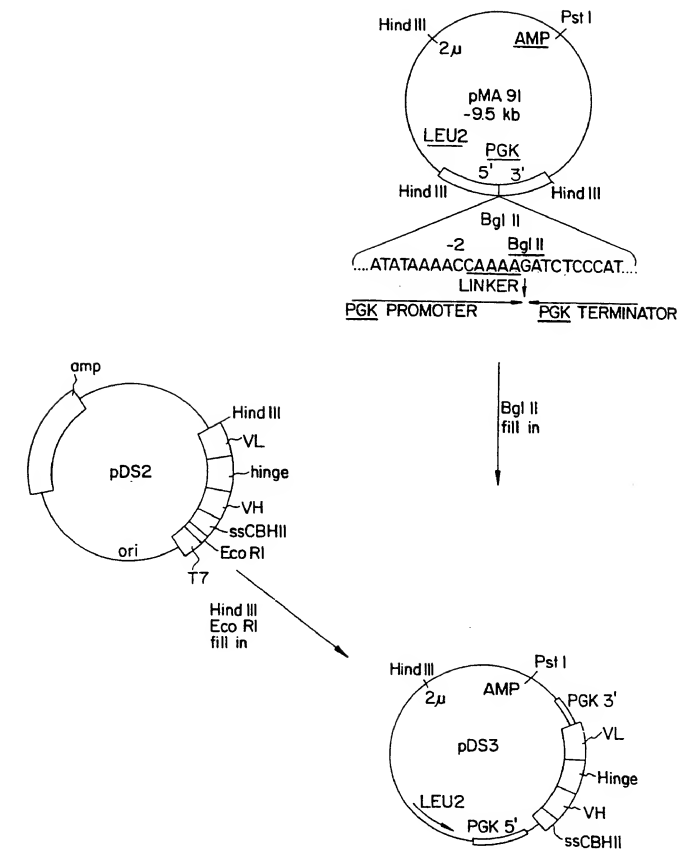 Hind III
Pst I
2µ
AMP
pMA 91
~9.5 kb
LEU2
PGK
5' 3'
Hind III
Hind III
Bgl II
-2
Bgl II
....ATATAAAACCAAAAGATCTCCCAT....
LINKER
PGK PROMOTER
PGK TERMINATOR
Bgl II
fill in
amp
Hind III
VL
pDS2
hinge
VH
ssCBHII
Eco RI
ori
T7
Hind III
Eco RI
fill in
Hind III
Pst I
2µ
AMP
PGK 3'
VL
pDS3
Hinge
LEU2
VH
PGK 5'
ssCBHII